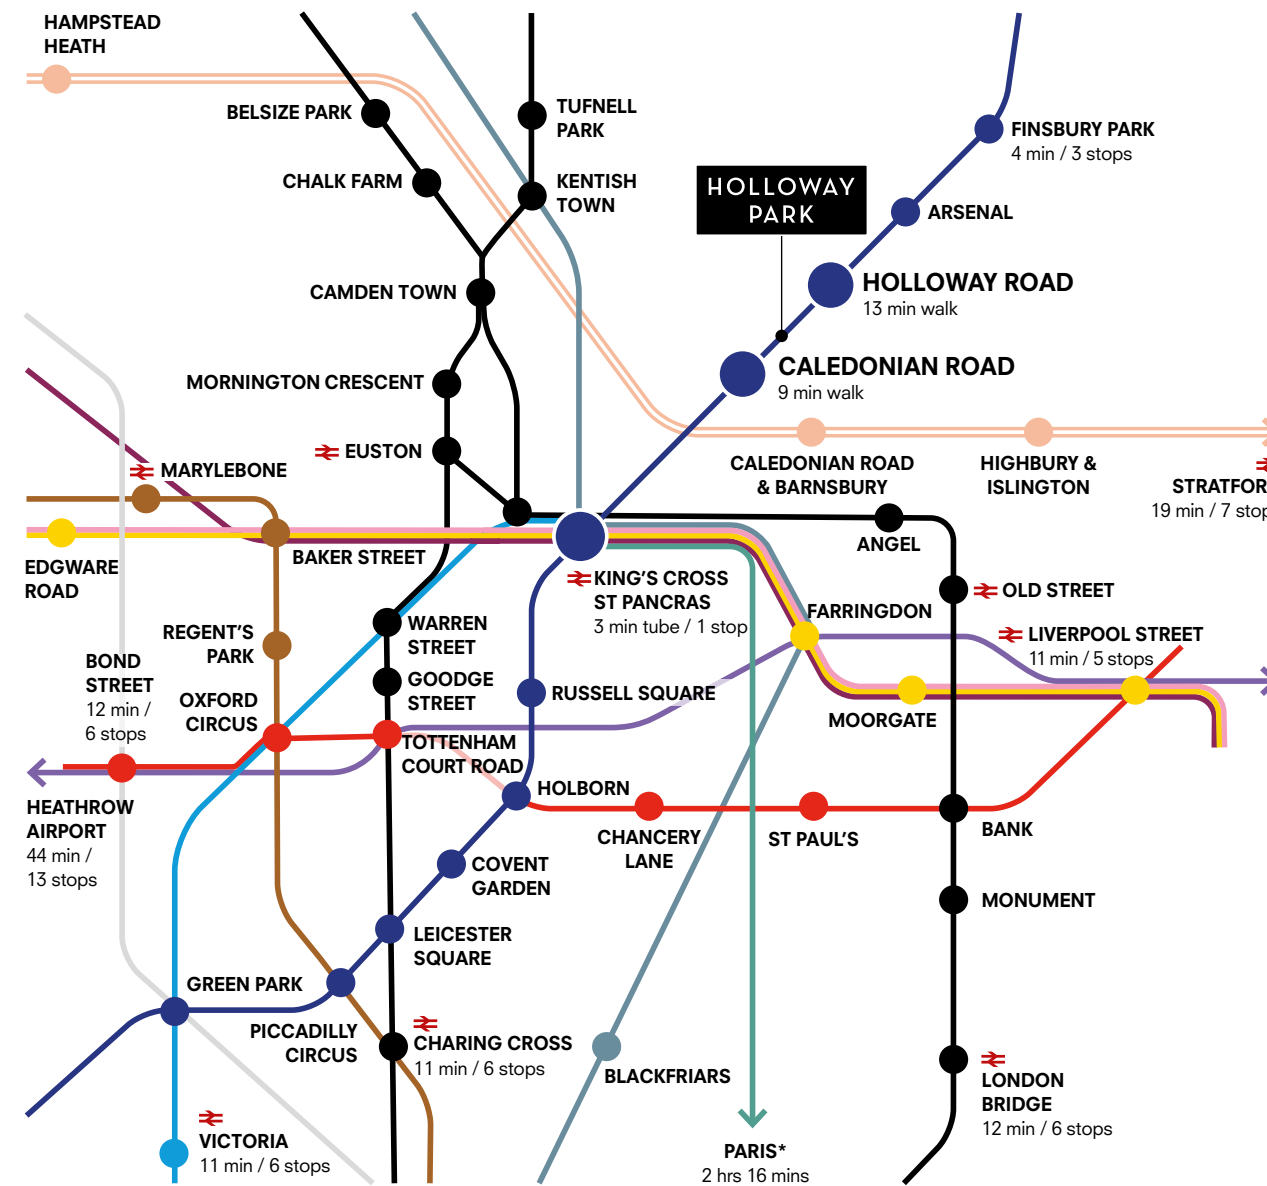 HAMPSTEAD
HEATH
BELSIZE PARK
TUFNELL
PARK
FINSBURY PARK
4 min / 3 stops
CHALK FARM
KENTISH
TOWN
HOLLOWAY
PARK
ARSENAL
CAMDEN TOWN
HOLLOWAY ROAD
13 min walk
MORNINGTON CRESCENT
CALEDONIAN ROAD
9 min walk
EUSTON
MARYLEBONE
CALEDONIAN ROAD
& BARNSBURY
HIGHBURY &
ISLINGTON
STRATFOR
19 min / 7 stop
EDGWARE
ROAD
BAKER STREET
ANGEL
KING'S CROSS
ST PANCRAS
3 min tube / 1 stop
OLD STREET
FARRINGDON
LIVERPOOL STREET
11 min / 5 stops
REGENT'S
PARK
WARREN
STREET
BOND
STREET
12 min /
6 stops
OXFORD
CIRCUS
GOODGE
STREET
RUSSELL SQUARE
MOORGATE
TOTTENHAM
COURT ROAD
HEATHROW
AIRPORT
44 min /
13 stops
HOLBORN
CHANCERY
LANE
ST PAUL'S
BANK
COVENT
GARDEN
MONUMENT
LEICESTER
SQUARE
GREEN PARK
PICCADILLY
CIRCUS
CHARING CROSS
11 min / 6 stops
BLACKFRIARS
LONDON
BRIDGE
12 min / 6 stops
VICTORIA
11 min / 6 stops
PARIS*
2 hrs 16 mins